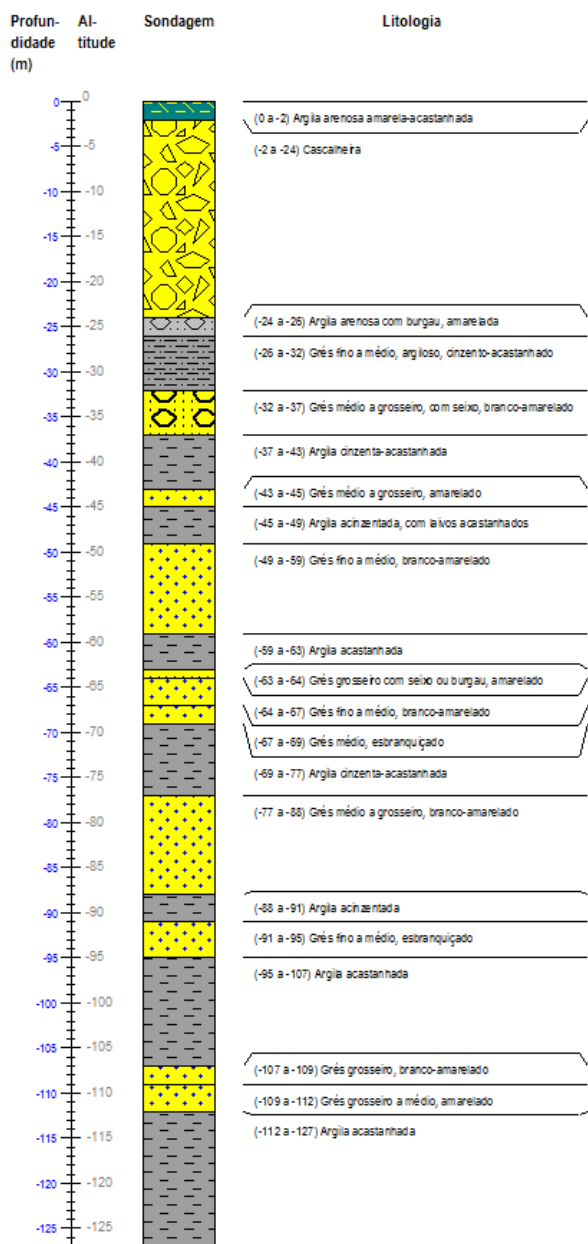 Profun-
didade
(m)
Al-
titude
Sondagem
Litologia
0
-5
-10
-15
-20
-25
-30
-35
-40
-45
-50
-55
-60
-65
-70
-75
-80
-85
-90
-95
-100
-105
-110
-115
-120
-125
0
-5
-10
-15
-20
-25
-30
-35
-40
-45
-50
-55
-60
-65
-70
-75
-80
-85
-90
-95
-100
-105
-110
-115
-120
-125
(0 a -2) Argila arenosa amarela-acastanhada
(-2 a -24) Cascalheira
(-24 a -26) Argila arenosa com burgau, amarelada
(-26 a -32) Grés fino a médio, argiloso, cinzento-acastanhado
(-32 a -37) Grés médio a grosseiro, com seixo, branco-amarelado
(-37 a -43) Argila cinzenta-acastanhada
(-43 a -45) Grés médio a grosseiro, amarelado
(-45 a -49) Argila acinzentada, com laivos acastanhados
(-49 a -59) Grés fino a médio, branco-amarelado
(-59 a -63) Argila acastanhada
(-63 a -64) Grés grosseiro com seixo ou burgau, amarelado
(-64 a -67) Grés fino a médio, branco-amarelado
(-67 a -69) Grés médio, esbranquiçado
(-69 a -77) Argila cinzenta-acastanhada
(-77 a -88) Grés médio a grosseiro, branco-amarelado
(-88 a -91) Argila acinzentada
(-91 a -95) Grés fino a médio, esbranquiçado
(-95 a -107) Argila acastanhada
(-107 a -109) Grés grosseiro, branco-amarelado
(-109 a -112) Grés grosseiro a médio, amarelado
(-112 a -127) Argila acastanhada